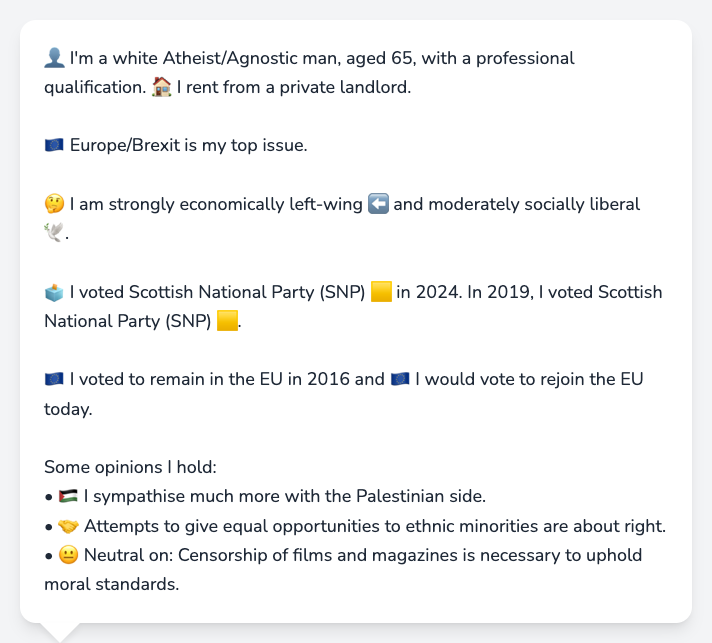 👤 I'm a white Atheist/Agnostic man, aged 65, with a professional
qualification. 🏠 I rent from a private landlord.
🇪🇺 Europe/Brexit is my top issue.
🤔 I am strongly economically left-wing ⬅️ and moderately socially liberal
🕊️.
🗳️ I voted Scottish National Party (SNP) 🟨 in 2024. In 2019, I voted Scottish
National Party (SNP) 🟨.
🇪🇺 I voted to remain in the EU in 2016 and 🇪🇺 I would vote to rejoin the EU
today.
Some opinions I hold:
• 🇵🇸 I sympathise much more with the Palestinian side.
• 🤝 Attempts to give equal opportunities to ethnic minorities are about right.
• 😐 Neutral on: Censorship of films and magazines is necessary to uphold
moral standards.